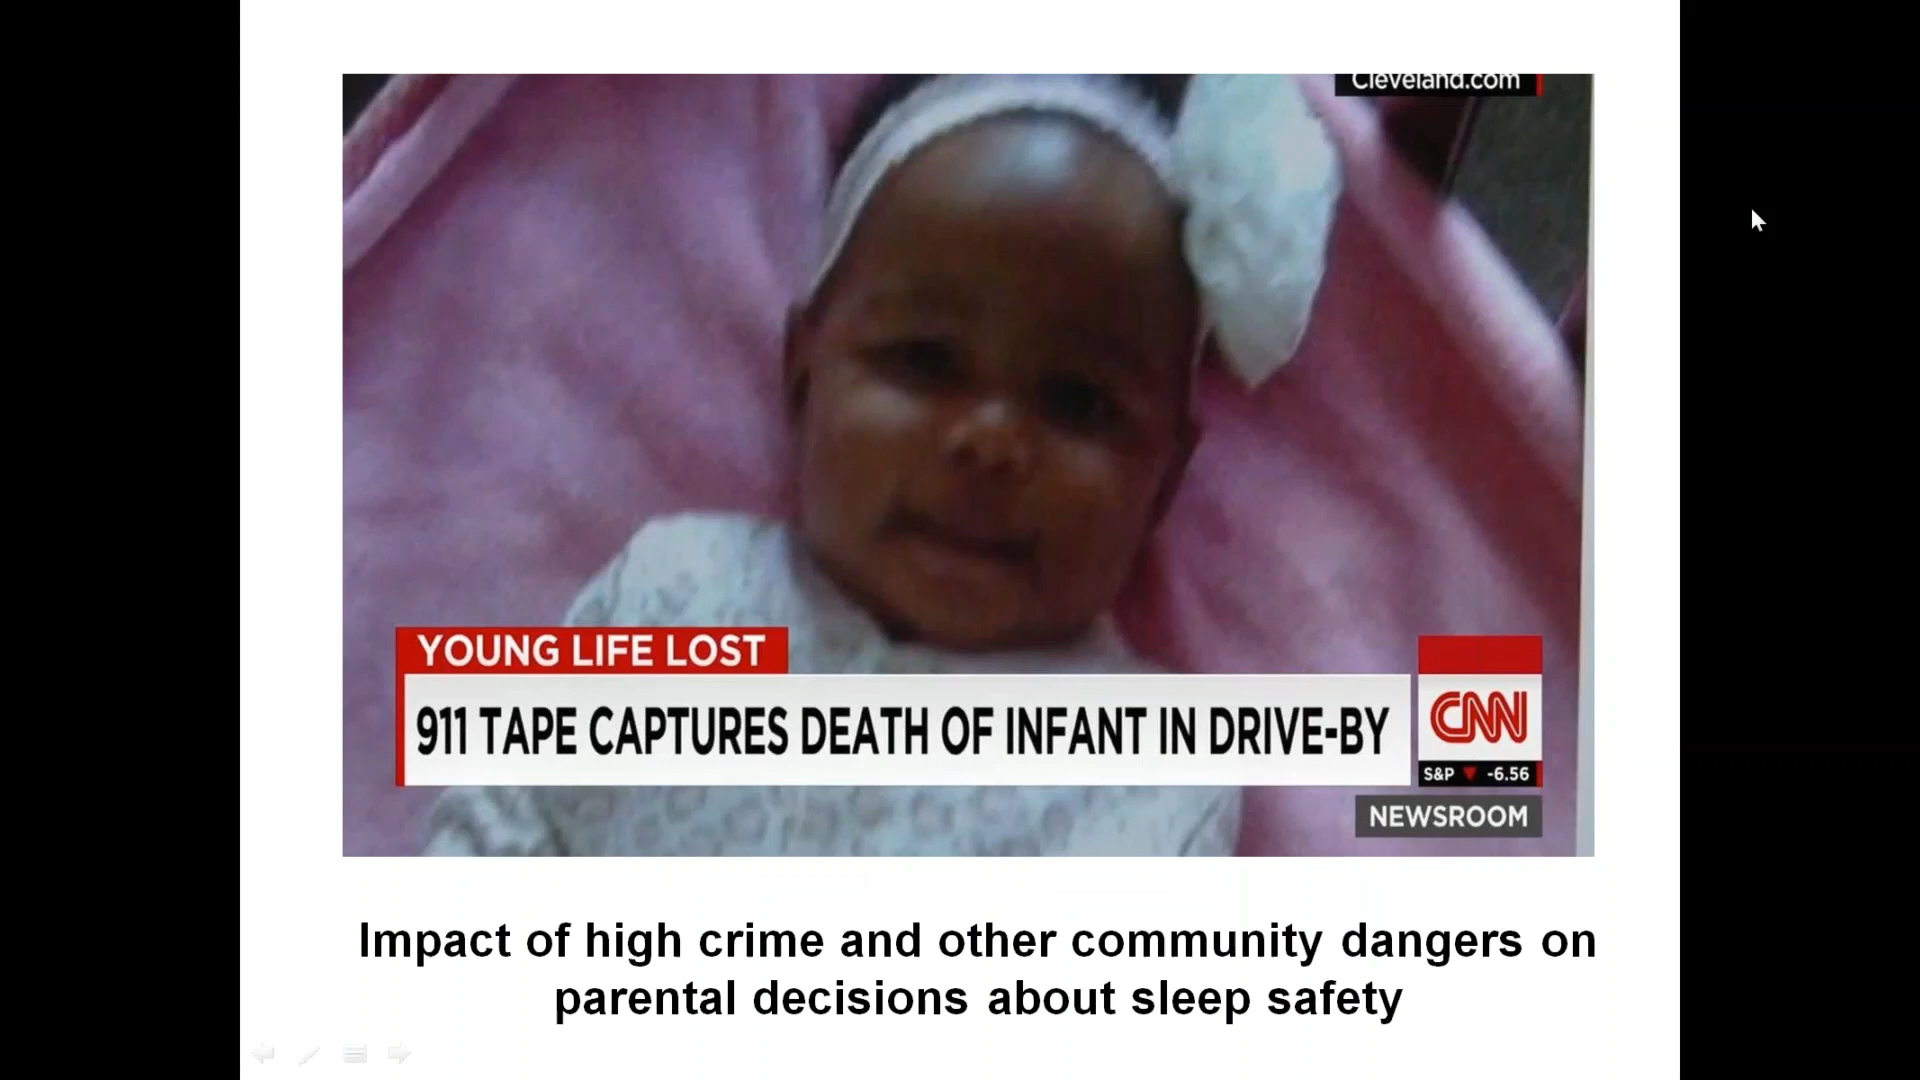 Cleveland.com
YOUNG LIFE LOST
911 TAPE CAPTURES DEATH OF INFANT IN DRIVE-BY
CNN
S&P ▼ -6.56
NEWSROOM
Impact of high crime and other community dangers on
parental decisions about sleep safety